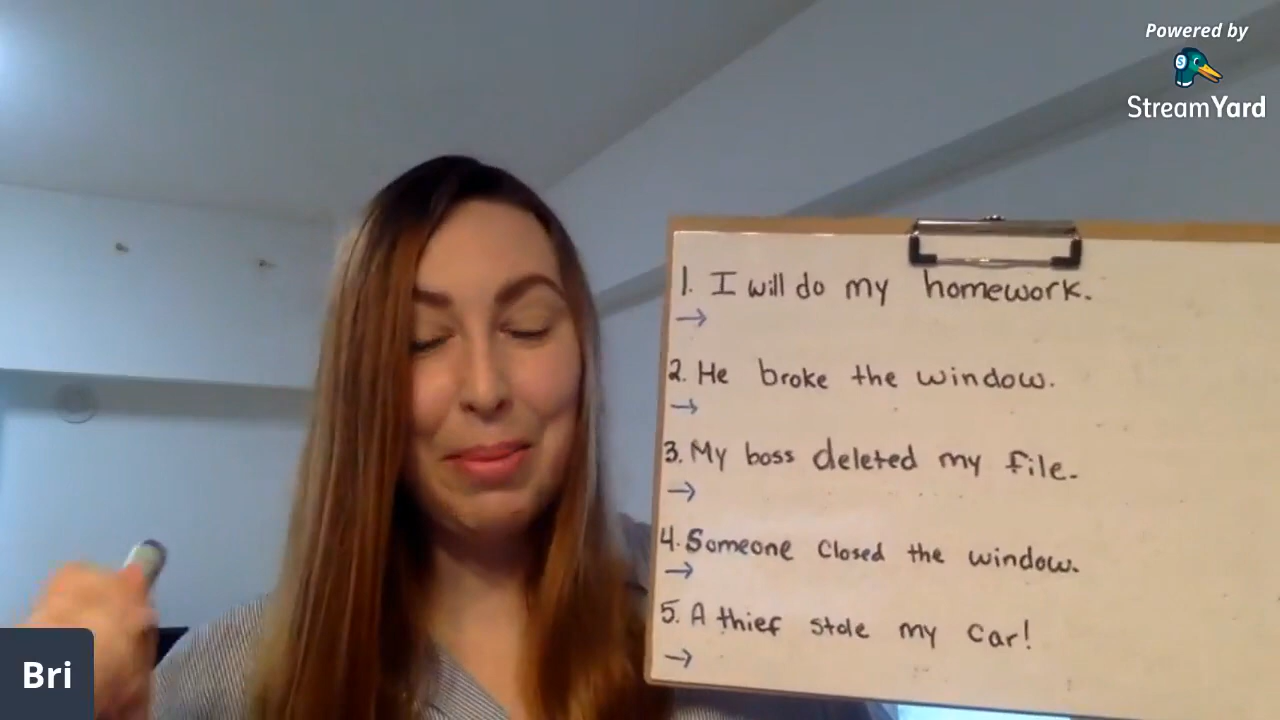 Powered by
StreamYard
1. I will do my homework.
→
2. He broke the window.
→
3. My boss deleted my file.
→
4. Someone closed the window.
→
5. A thief stole my car!
→
Bri